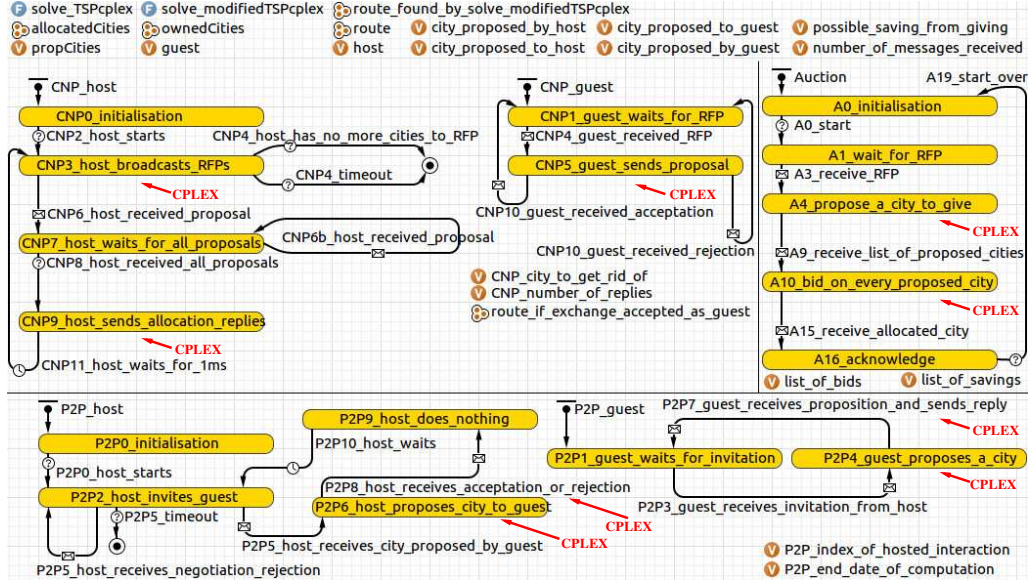 solve_TSPcplex
solve_modifiedTSPcplex
route_found_by_solve_modifiedTSPcplex
allocatedCities
ownedCities
route
city_proposed_by_host
city_proposed_to_guest
possible_saving_from_giving
propCities
guest
host
city_proposed_to_host
city_proposed_by_guest
number_of_messages_received
CNP_host
CNP0_initialisation
CNP2_host_starts
CNP4_host_has_no_more_cities_to_RFP
CNP3_host_broadcasts_RFPs
CPLEX
CNP4_timeout
CNP6_host_received_proposal
CNP7_host_waits_for_all_proposals
CNP6b_host_received_proposal
CNP8_host_received_all_proposals
CNP9_host_sends_allocation_replies
CPLEX
CNP11_host_waits_for_1ms
CNP_guest
CNP1_guest_waits_for_RFP
CNP4_guest_received_RFP
CNP5_guest_sends_proposal
CPLEX
CNP10_guest_received_acceptation
CNP10_guest_received_rejection
CNP_city_to_get_rid_of
CNP_number_of_replies
route_if_exchange_accepted_as_guest
Auction
A19_start_over
A0_initialisation
A0_start
A1_wait_for_RFP
A3_receive_RFP
A4_propose_a_city_to_give
CPLEX
A9_receive_list_of_proposed_cities
A10_bid_on_every_proposed_city
CPLEX
A15_receive_allocated_city
A16_acknowledge
list_of_bids
list_of_savings
P2P_host
P2P0_initialisation
P2P0_host_starts
P2P2_host_invites_guest
P2P5_timeout
P2P5_host_receives_negotiation_rejection
P2P9_host_does_nothing
P2P10_host_waits
P2P8_host_receives_acceptation_or_rejection
CPLEX
P2P6_host_proposes_city_to_guest
CPLEX
P2P5_host_receives_city_proposed_by_guest
P2P_guest
P2P7_guest_receives_proposition_and_sends_reply
CPLEX
P2P1_guest_waits_for_invitation
P2P4_guest_proposes_a_city
CPLEX
P2P3_guest_receives_invitation_from_host
P2P_index_of_hosted_interaction
P2P_end_date_of_computation